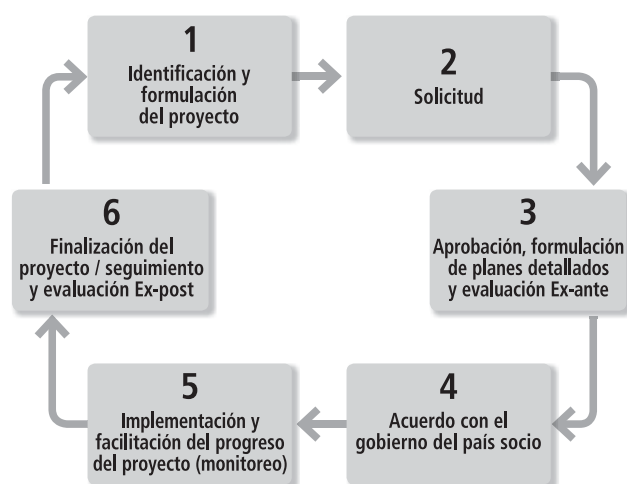 1
Identificación y
formulación
del proyecto
2
Solicitud
3
Aprobación, formulación
de planes detallados
y evaluación Ex-ante
4
Acuerdo con el
gobierno del país socio
5
Implementación y
facilitación del progreso
del proyecto (monitoreo)
6
Finalización del
proyecto / seguimiento
y evaluación Ex-post